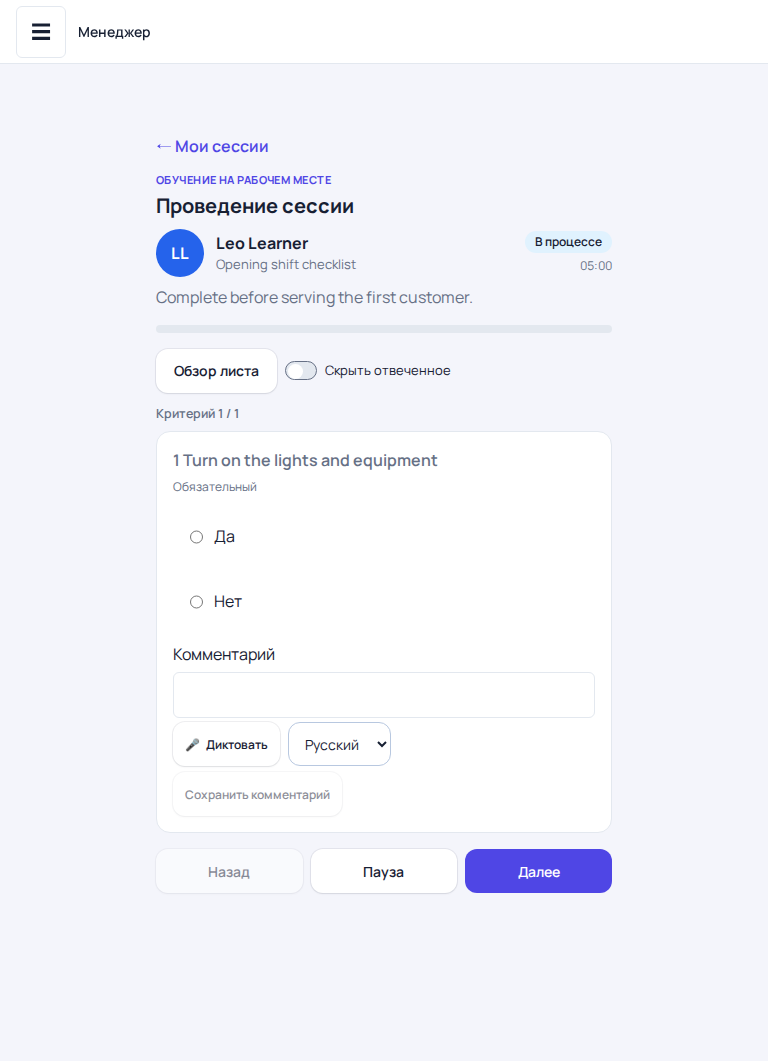 Менеджер
← Мои сессии
ОБУЧЕНИЕ НА РАБОЧЕМ МЕСТЕ
Проведение сессии
LL
Leo Learner
Opening shift checklist
В процессе
05:00
Complete before serving the first customer.
Обзор листа
Скрыть отвеченное
Критерий 1 / 1
1 Turn on the lights and equipment
Обязательный
Да
Нет
Комментарий
🎤 Диктовать
Русский
Сохранить комментарий
Назад
Пауза
Далее